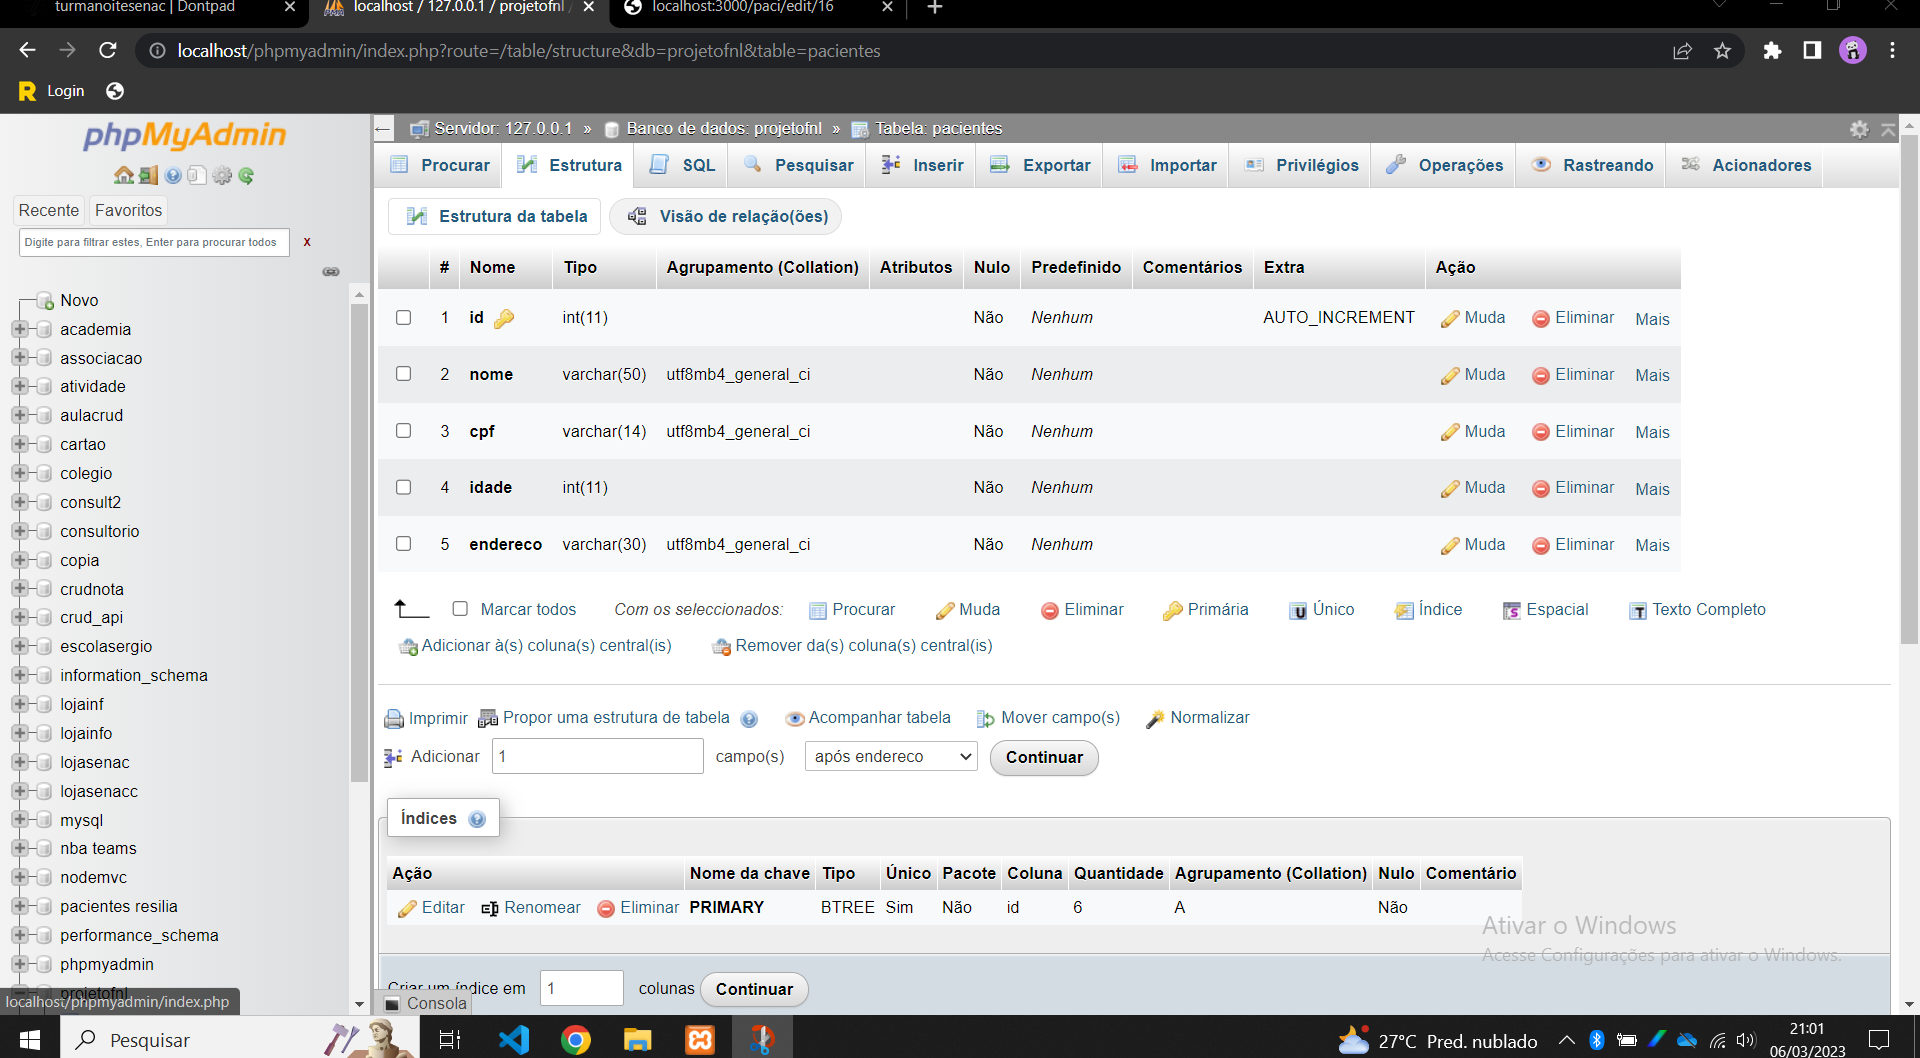 turmanoitesenac | Dontpad
localhost / 127.0.0.1 / projetofnl /
localhost:3000/paci/edit/16
localhost/phpmyadmin/index.php?route=/table/structure&db=projetofnl&table=pacientes
R Login
phpMyAdmin
Recente Favoritos
Digite para filtrar estes, Enter para procurar todos X
Novo
academia
associacao
atividade
aulacrud
cartao
colegio
consult2
consultorio
copia
crudnota
crud_api
escolasergio
information_schema
lojainf
lojainfo
lojasenac
lojasenacc
mysql
nba teams
nodemvc
pacientes resilia
performance_schema
phpmyadmin
projetofnl
localhost/phpmyadmin/index.php
Servidor: 127.0.0.1 » Banco de dados: projetofnl » Tabela: pacientes
Procurar Estrutura SQL Pesquisar Inserir Exportar Importar Privilégios Operações Rastreando Acionadores
Estrutura da tabela Visão de relação(ões)
# Nome Tipo Agrupamento (Collation) Atributos Nulo Predefinido Comentários Extra Ação
1 id int(11) Não Nenhum AUTO_INCREMENT Muda Eliminar Mais
2 nome varchar(50) utf8mb4_general_ci Não Nenhum Muda Eliminar Mais
3 cpf varchar(14) utf8mb4_general_ci Não Nenhum Muda Eliminar Mais
4 idade int(11) Não Nenhum Muda Eliminar Mais
5 endereco varchar(30) utf8mb4_general_ci Não Nenhum Muda Eliminar Mais
Marcar todos Com os seleccionados: Procurar Muda Eliminar Primária Único Índice Espacial Texto Completo
Adicionar à(s) coluna(s) central(is) Remover da(s) coluna(s) central(is)
Imprimir Propor uma estrutura de tabela Acompanhar tabela Mover campo(s) Normalizar
Adicionar 1 campo(s) após endereco Continuar
Índices
Ação Nome da chave Tipo Único Pacote Coluna Quantidade Agrupamento (Collation) Nulo Comentário
Editar Renomear Eliminar PRIMARY BTREE Sim Não id 6 A Não
Criar um índice em 1 colunas Continuar
Consola
Ativar o Windows
Acesse Configurações para ativar o Windows.
Pesquisar
27°C Pred. nublado
21:01
06/03/2023